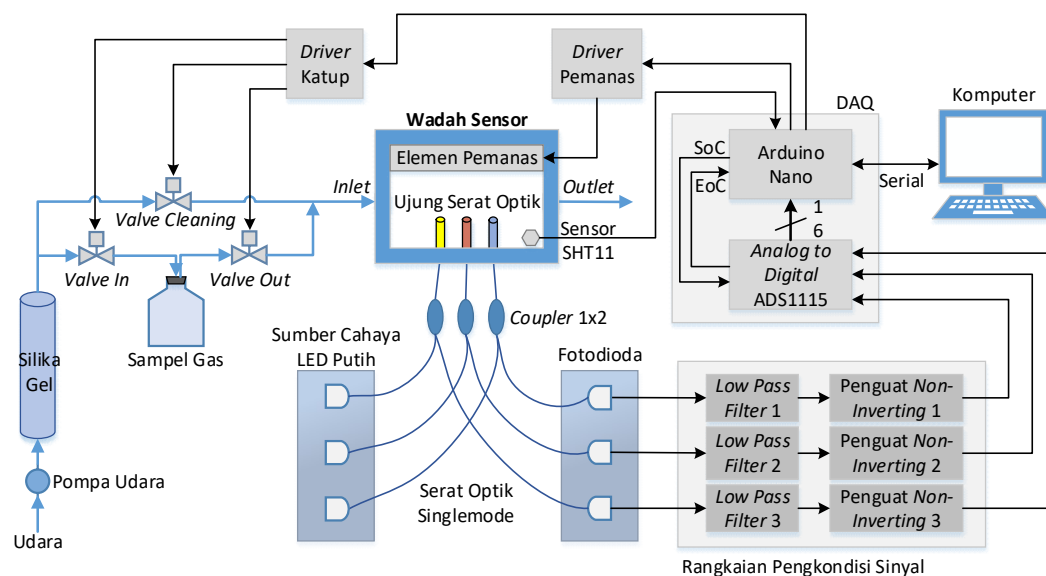 Driver
Katup
Driver
Pemanas
DAQ
Komputer
Wadah Sensor
Elemen Pemanas
SoC
EoC
Arduino
Nano
Serial
Inlet
Outlet
Ujung Serat Optik
Valve Cleaning
Sensor
SHT11
1
6
Valve In
Valve Out
Analog to
Digital
ADS1115
Silika
Gel
Sampel Gas
Sumber Cahaya
LED Putih
Coupler 1x2
Fotodioda
Low Pass
Filter 1
Penguat Non-
Inverting 1
Low Pass
Filter 2
Penguat Non-
Inverting 2
Low Pass
Filter 3
Penguat Non-
Inverting 3
Pompa Udara
Serat Optik
Singlemode
Udara
Rangkaian Pengkondisi Sinyal